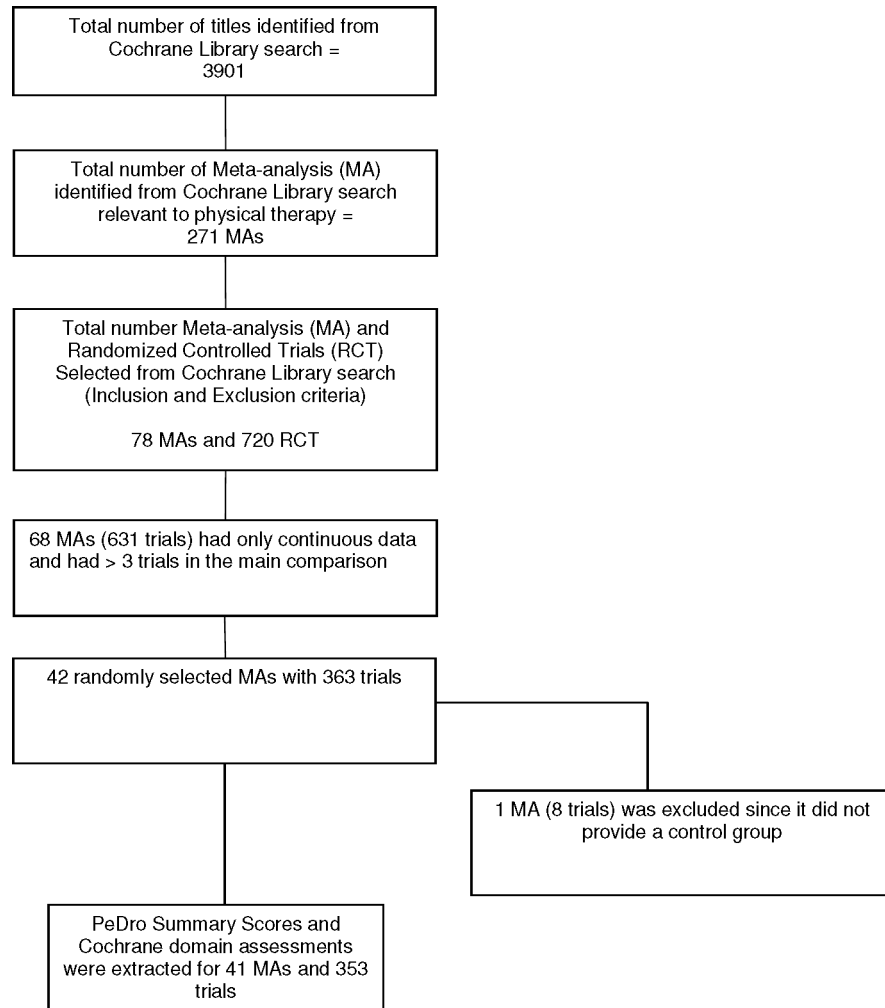 Total number of titles identified from
Cochrane Library search =
3901
Total number of Meta-analysis (MA)
identified from Cochrane Library search
relevant to physical therapy =
271 MAs
Total number Meta-analysis (MA) and
Randomized Controlled Trials (RCT)
Selected from Cochrane Library search
(Inclusion and Exclusion criteria)
78 MAs and 720 RCT
68 MAs (631 trials) had only continuous data
and had > 3 trials in the main comparison
42 randomly selected MAs with 363 trials
1 MA (8 trials) was excluded since it did not
provide a control group
PeDro Summary Scores and
Cochrane domain assessments
were extracted for 41 MAs and 353
trials